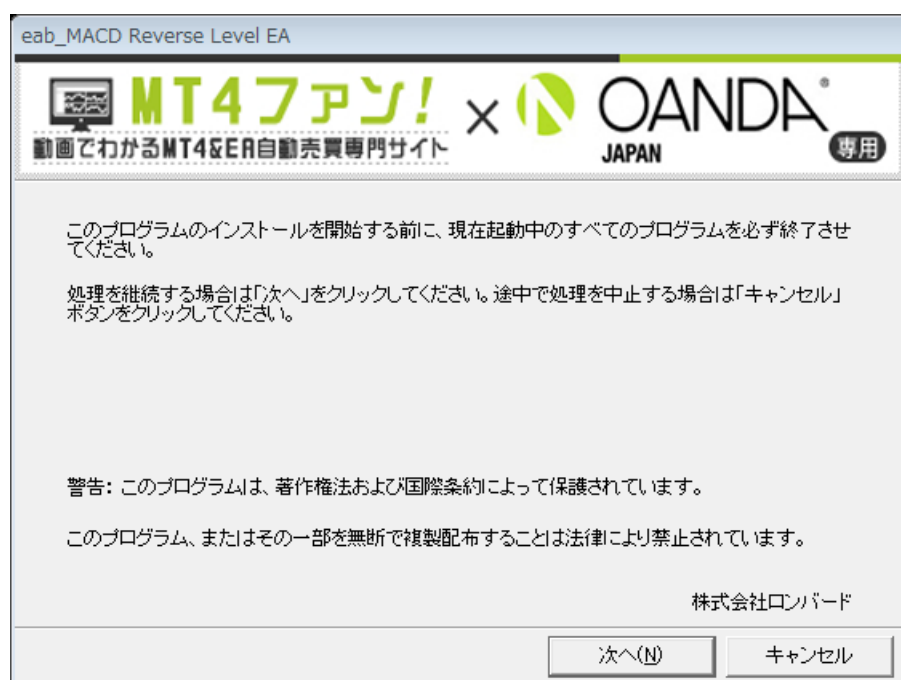 eab_MACD Reverse Level EA
MT4ファン! × OANDA®
動画でわかるMT4&EA自動売買専門サイト JAPAN 専用
このプログラムのインストールを開始する前に、現在起動中のすべてのプログラムを必ず終了させ
てください。
処理を継続する場合は「次へ」をクリックしてください。途中で処理を中止する場合は「キャンセル」
ボタンをクリックしてください。
警告: このプログラムは、著作権法および国際条約によって保護されています。
このプログラム、またはその一部を無断で複製配布することは法律により禁止されています。
株式会社ロンバード
次へ(N) キャンセル